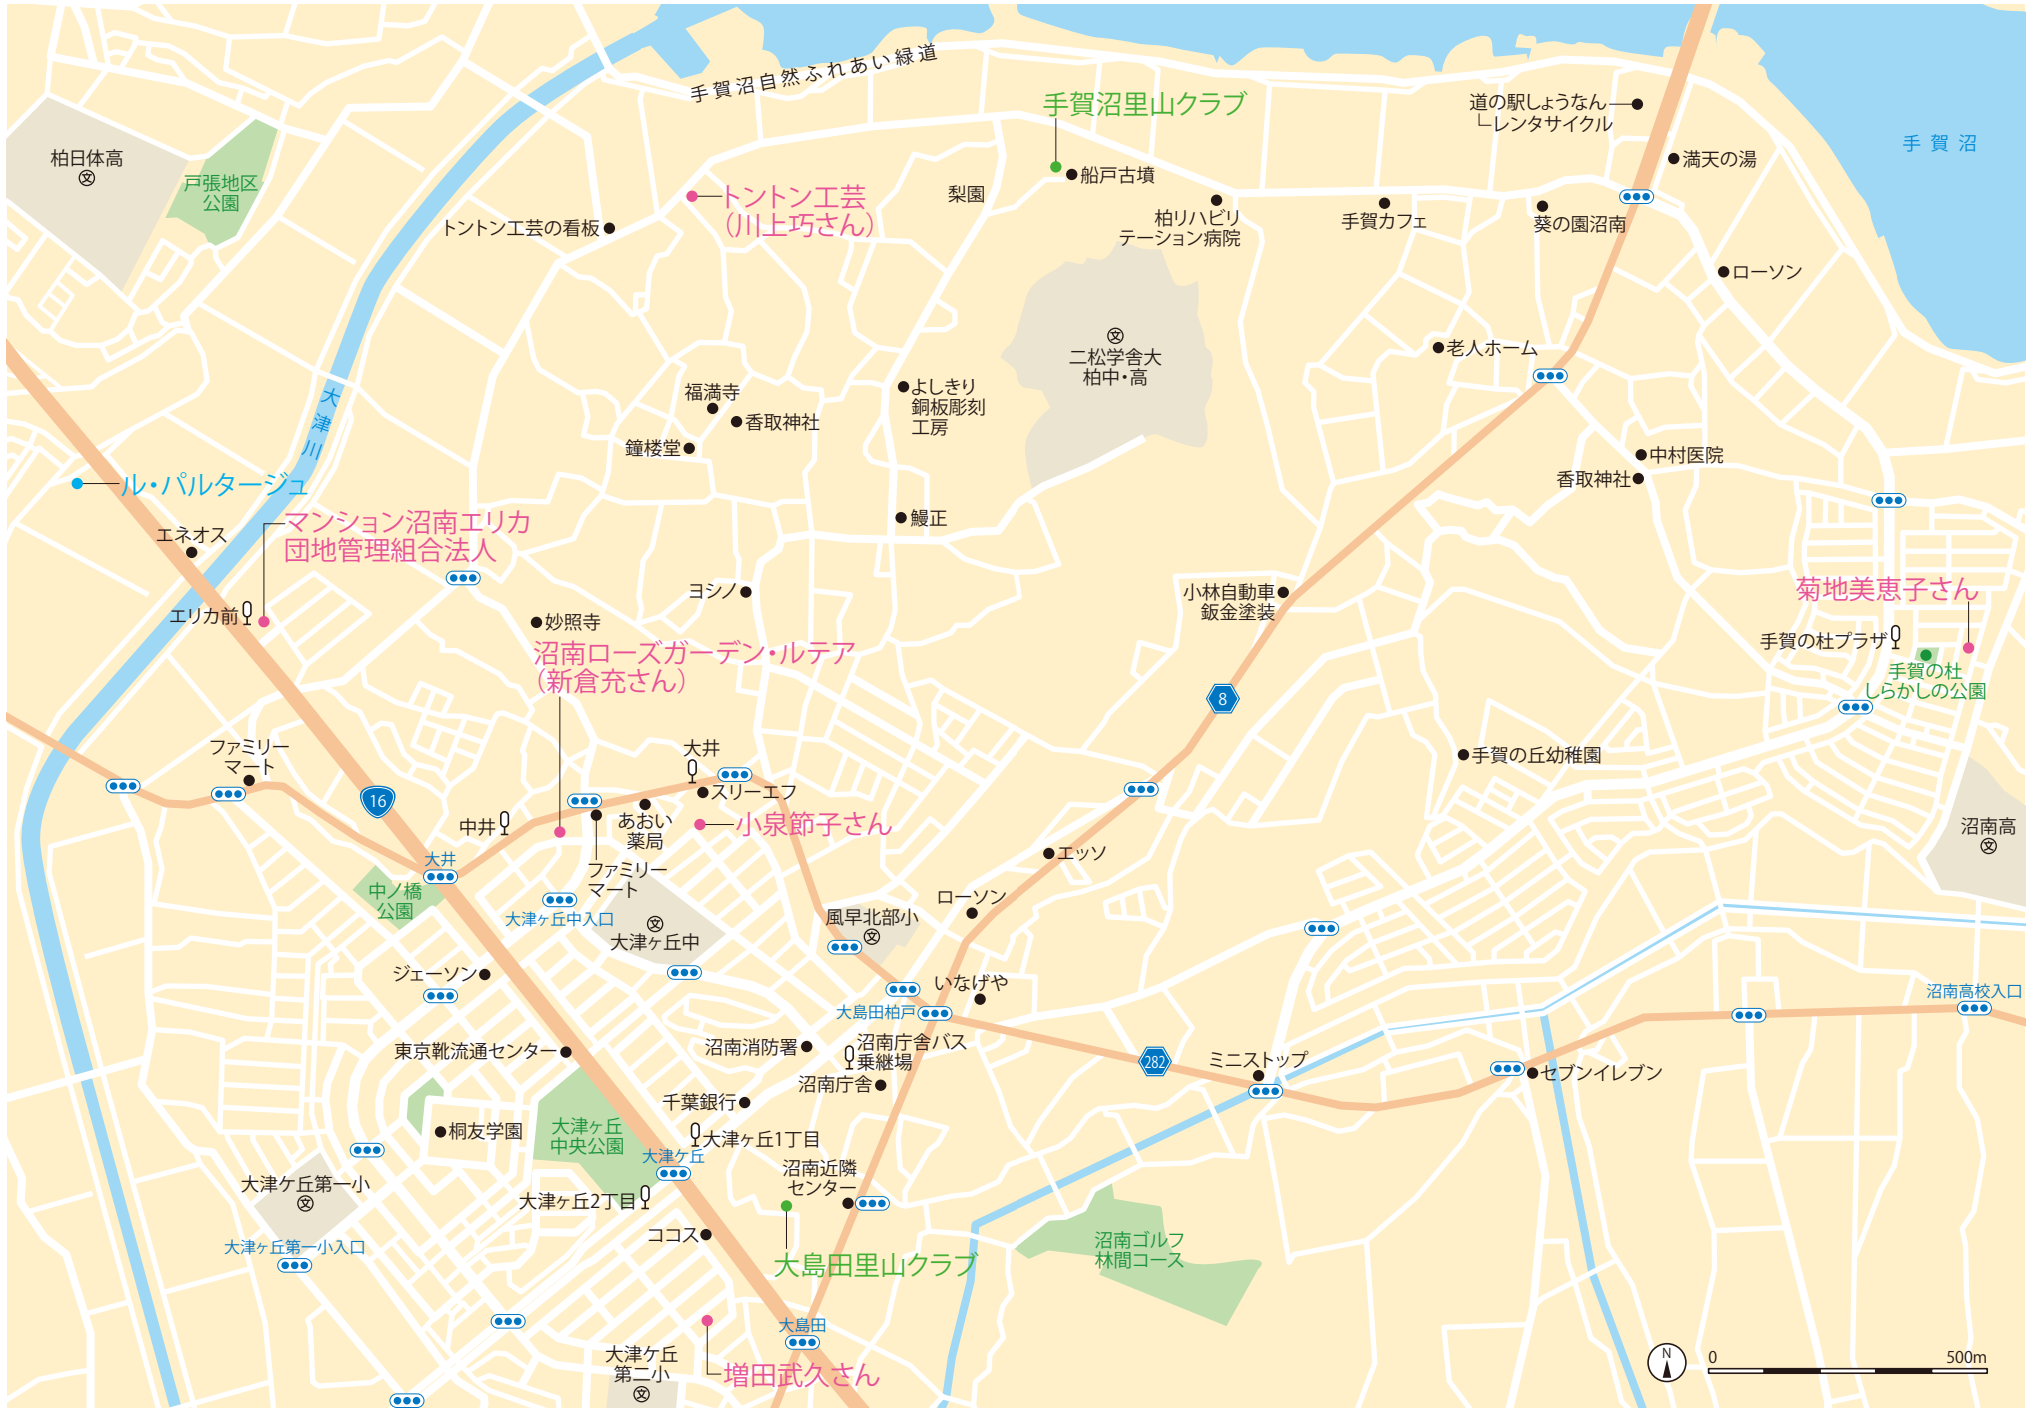 手賀沼自然ふれあい緑道
手賀沼里山クラブ
道の駅しょうなん
レンタサイクル
手賀沼
柏日体高
満天の湯
戸張地区
公園
船戸古墳
トントン工芸
(川上巧さん)
梨園
トントン工芸の看板
柏リハビリ
テーション病院
手賀カフェ
葵の園沼南
ローソン
二松学舎大
柏中・高
老人ホーム
大津川
福満寺
香取神社
鐘楼堂
よしきり
銅板彫刻
工房
中村医院
香取神社
ル・パルタージュ
マンション沼南エリカ
団地管理組合法人
エネオス
鰻正
エリカ前
ヨシノ
小林自動車
鈑金塗装
菊地美恵子さん
妙照寺
沼南ローズガーデン・ルテア
(新倉充さん)
手賀の杜プラザ
手賀の杜
しらかしの公園
8
ファミリー
マート
大井
手賀の丘幼稚園
16
スリーエフ
中井
あおい
薬局
小泉節子さん
沼南高
大井
ファミリー
マート
エッソ
中ノ橋
公園
大津ヶ丘中入口
大津ヶ丘中
風早北部小
ローソン
ジェーソン
いなげや
沼南高校入口
大島田柏戸
東京靴流通センター
沼南消防署
沼南庁舎バス
乗継場
282
ミニストップ
セブンイレブン
沼南庁舎
千葉銀行
桐友学園
大津ヶ丘
中央公園
大津ヶ丘1丁目
大津ケ丘
沼南近隣
センター
大津ケ丘第一小
大津ヶ丘2丁目
ココス
大津ヶ丘第一小入口
大島田里山クラブ
沼南ゴルフ
林間コース
大島田
大津ケ丘
第二小
増田武久さん
N
0
500m